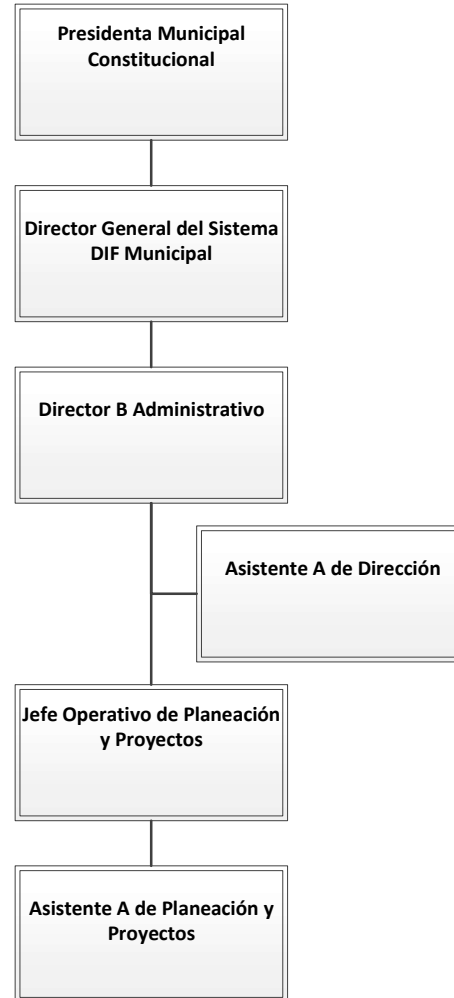 Presidenta Municipal
Constitucional
Director General del Sistema
DIF Municipal
Director B Administrativo
Asistente A de Dirección
Jefe Operativo de Planeación
y Proyectos
Asistente A de Planeación y
Proyectos